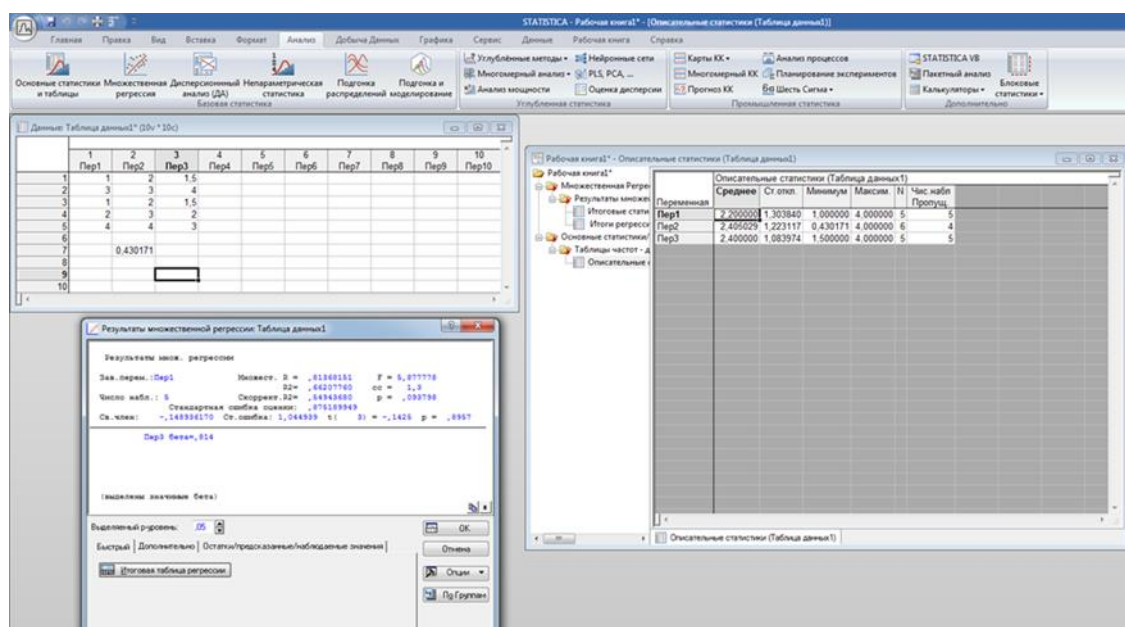 STATISTICA - Рабочая книга1* - [Описательные статистики (Таблица данных1)]
Главная Правка Вид Вставка Формат Анализ Добыча Данных Графика Сервис Данные Рабочая книга Справка
Основные статистики и таблицы
Множественная регрессия
Дисперсионный анализ (ДА)
Непараметрическая статистика
Подгонка распределений
Подгонка и моделирование
Базовая статистика
Углублённые методы
Многомерный анализ
Анализ мощности
Нейронные сети
PLS, PCA, ...
Оценка дисперсии
Углубленная статистика
Карты КК
Многомерный КК
Прогноз КК
Анализ процессов
Планирование экспериментов
Шесть Сигма
Промышленная статистика
STATISTICA VB
Пакетный анализ
Калькуляторы
Блоковые статистики
Дополнительно
Данные: Таблица данных1* (10v * 10c)
1 2 3 4 5 6 7 8 9 10
Пер1 Пер2 Пер3 Пер4 Пер5 Пер6 Пер7 Пер8 Пер9 Пер10
1 1 2 1,5
2 3 3 4
3 1 2 1,5
4 2 3 2
5 4 4 3
6
7 0,430171
8
9
10
Рабочая книга1* - Описательные статистики (Таблица данных1)
Рабочая книга1*
Множественная Регре
Результаты множес
Итоговые стати
Итоги регресси
Основные статистики/
Таблицы частот - д
Описательные
Описательные статистики (Таблица данных1)
Переменная Среднее Ст.откл. Минимум Максим. N Чис.набл Пропущ.
Пер1 2,200000 1,303840 1,000000 4,000000 5 5
Пер2 2,405029 1,223117 0,430171 4,000000 6 4
Пер3 2,400000 1,083974 1,500000 4,000000 5 5
Описательные статистики (Таблица данных1)
Результаты множественной регрессии: Таблица данных1
Результаты множ. регрессии
Зав.перем.:Пер1 Множест. R = ,81368151 F = 5,877778
R2= ,66207760 сс = 1,3
Число набл.: 5 Скоррект.R2= ,54943680 p = ,093798
Стандартная ошибка оценки: ,875189949
Св.член: -,148936170 Ст.ошибка: 1,044939 t( 3) = -,1425 p = ,8957
Пер3 бета=,814
(выделены значимые бета)
Выделенный p-уровень: ,05
Быстрый Дополнительно Остатки/предсказанные/наблюдаемые значения
Итоговая таблица регрессии
OK
Отмена
Опции
По Группам